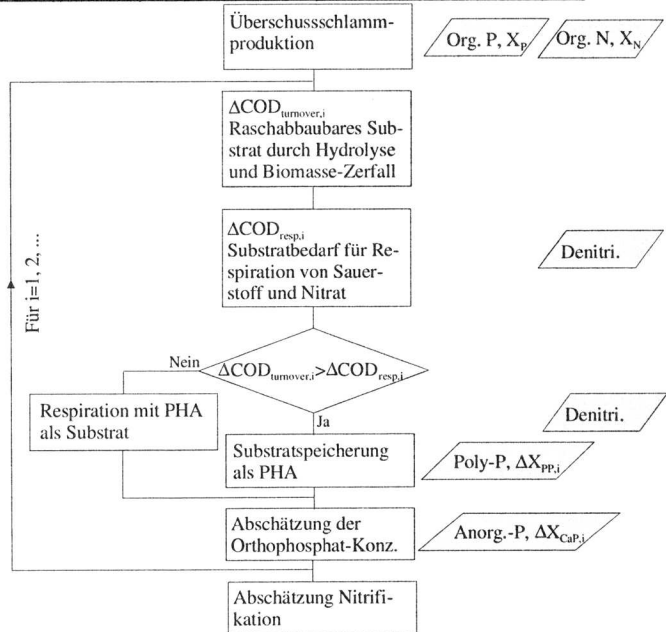 Überschussschlamm-
produktion
Org. P, X_P
Org. N, X_N
ΔCOD_turnover,i
Raschabbaubares Sub-
strat durch Hydrolyse
und Biomasse-Zerfall
ΔCOD_resp,i
Substratbedarf für Re-
spiration von Sauer-
stoff und Nitrat
Denitri.
Für i=1, 2, ...
Nein
ΔCOD_turnover,i>ΔCOD_resp,i
Ja
Respiration mit PHA
als Substrat
Denitri.
Substratspeicherung
als PHA
Poly-P, ΔX_PP,i
Abschätzung der
Orthophosphat-Konz.
Anorg.-P, ΔX_CaP,i
Abschätzung Nitrifi-
kation